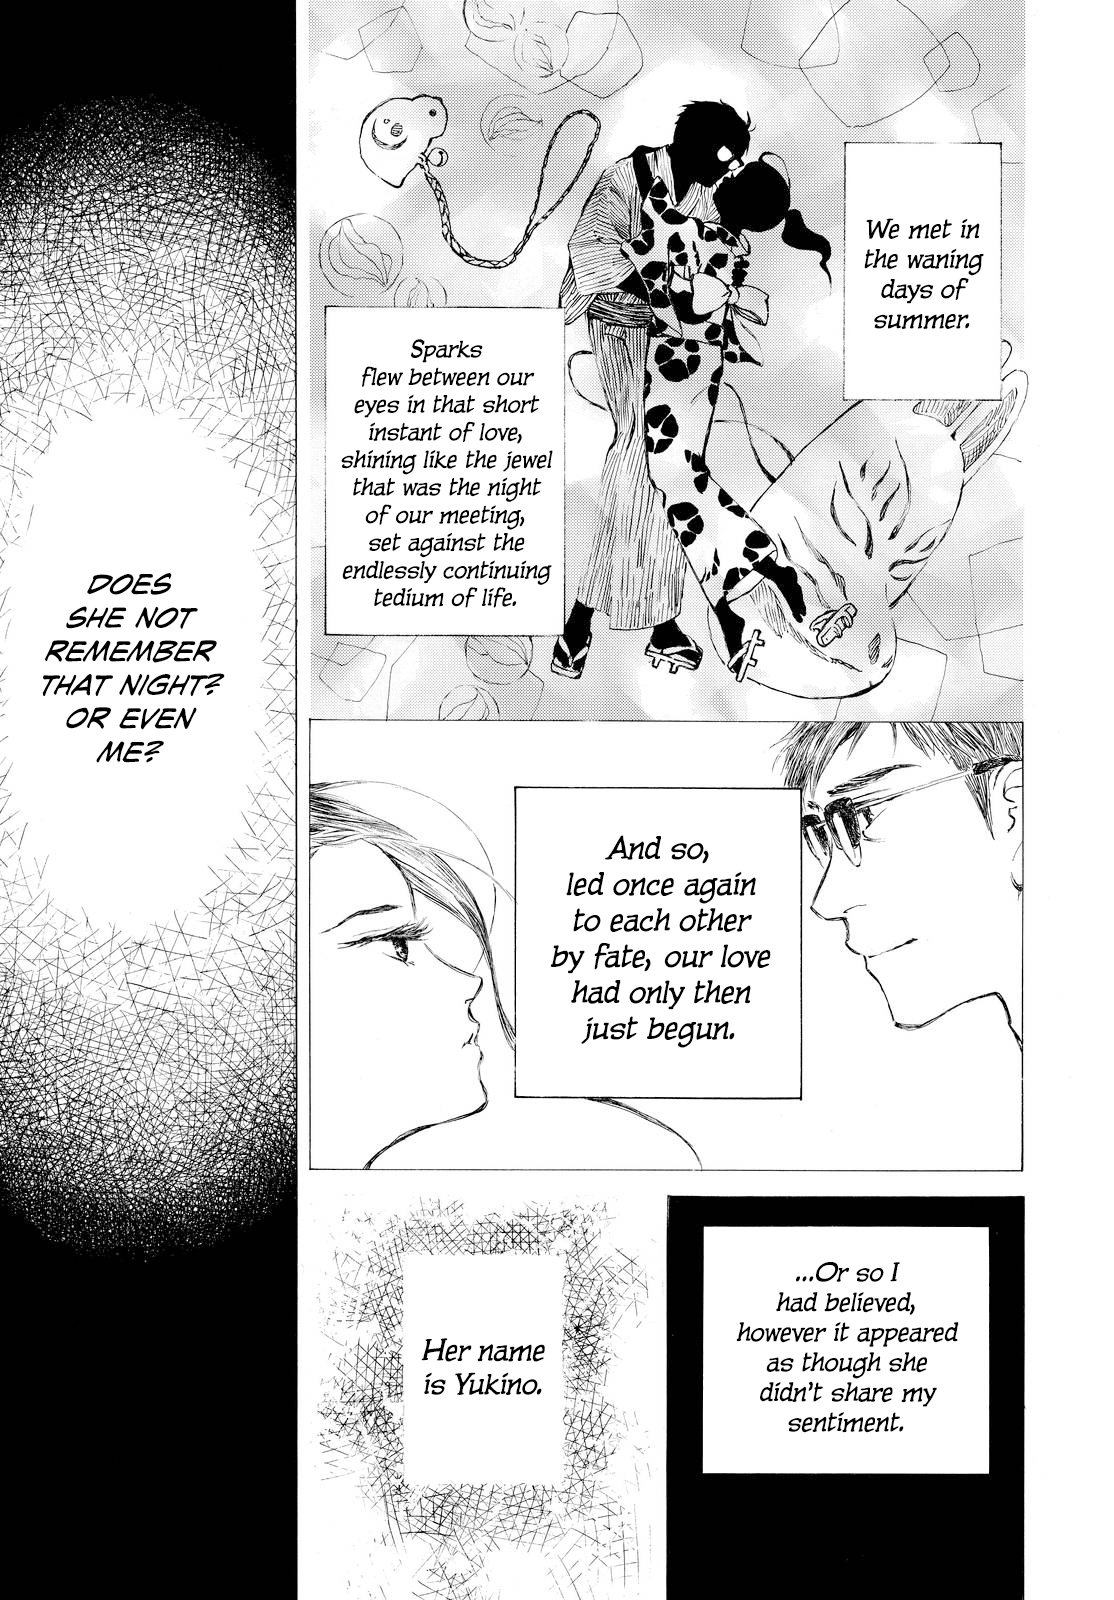 We met in
the waning
days of
summer.
Sparks
flew between our
eyes in that short
instant of love,
shining like the jewel
that was the night
of our meeting,
set against the
endlessly continuing
tedium of life.
And so,
led once again
to each other
by fate, our love
had only then
just begun.
...Or so I
had believed,
however it appeared
as though she
didn't share my
sentiment.
Her name
is Yukino.
DOES
SHE NOT
REMEMBER
THAT NIGHT?
OR EVEN
ME?